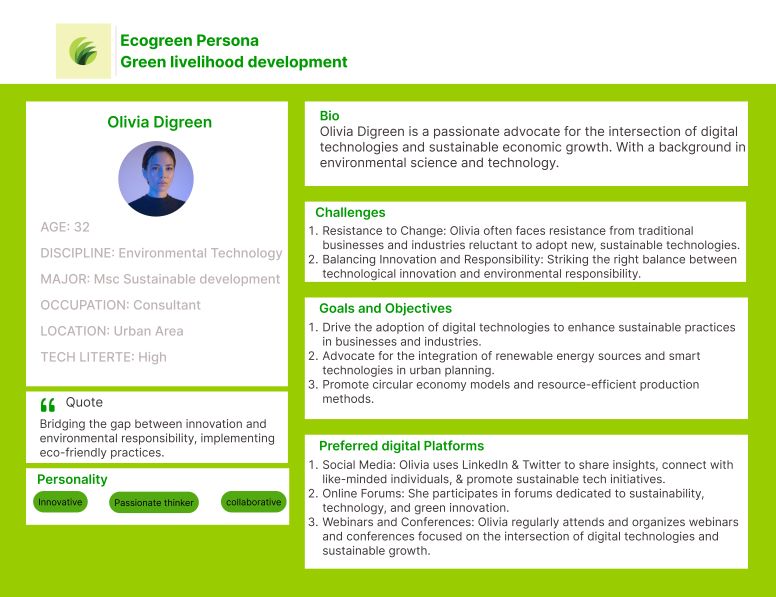 Ecogreen Persona
Green livelihood development
Olivia Digreen
AGE: 32
DISCIPLINE: Environmental Technology
MAJOR: Msc Sustainable development
OCCUPATION: Consultant
LOCATION: Urban Area
TECH LITERTE: High
“ Quote
Bridging the gap between innovation and
environmental responsibility, implementing
eco-friendly practices.
Personality
Innovative Passionate thinker collaborative
Bio
Olivia Digreen is a passionate advocate for the intersection of digital
technologies and sustainable economic growth. With a background in
environmental science and technology.
Challenges
1. Resistance to Change: Olivia often faces resistance from traditional
businesses and industries reluctant to adopt new, sustainable technologies.
2. Balancing Innovation and Responsibility: Striking the right balance between
technological innovation and environmental responsibility.
Goals and Objectives
1. Drive the adoption of digital technologies to enhance sustainable practices
in businesses and industries.
2. Advocate for the integration of renewable energy sources and smart
technologies in urban planning.
3. Promote circular economy models and resource-efficient production
methods.
Preferred digital Platforms
1. Social Media: Olivia uses LinkedIn & Twitter to share insights, connect with
like-minded individuals, & promote sustainable tech initiatives.
2. Online Forums: She participates in forums dedicated to sustainability,
technology, and green innovation.
3. Webinars and Conferences: Olivia regularly attends and organizes webinars
and conferences focused on the intersection of digital technologies and
sustainable growth.